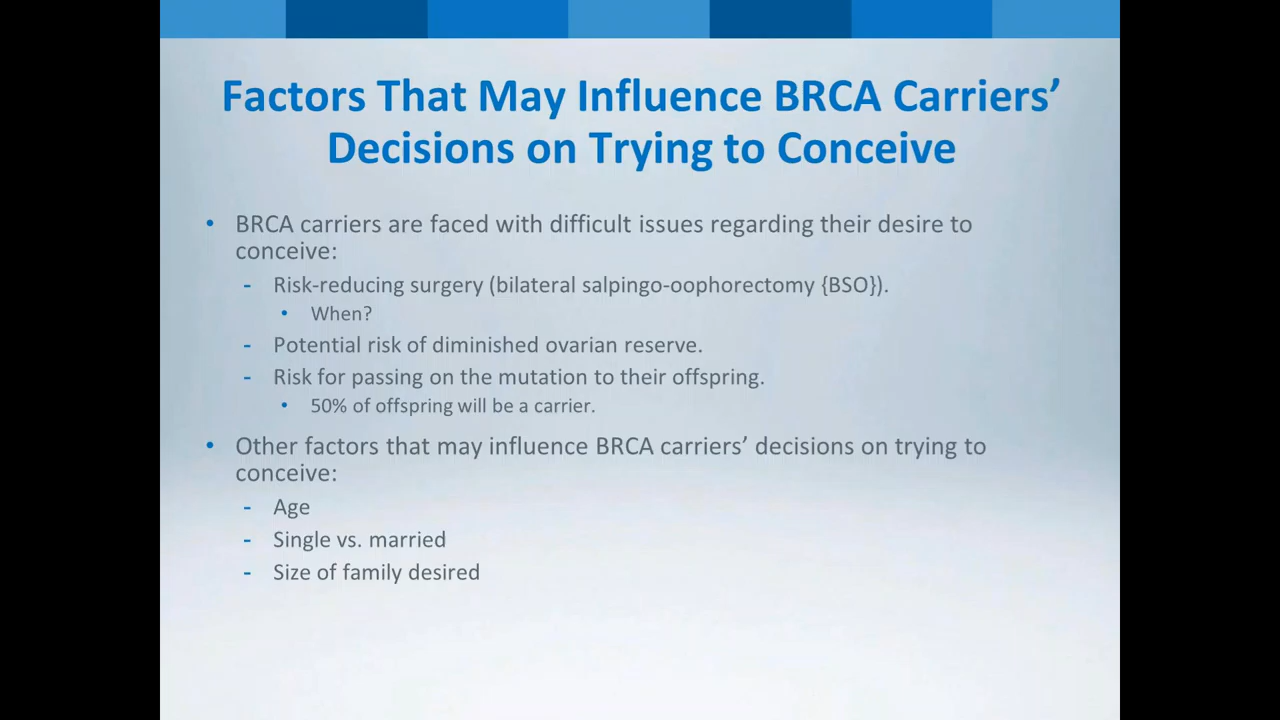 Factors That May Influence BRCA Carriers’
Decisions on Trying to Conceive
• BRCA carriers are faced with difficult issues regarding their desire to
conceive:
- Risk-reducing surgery (bilateral salpingo-oophorectomy {BSO}).
• When?
- Potential risk of diminished ovarian reserve.
- Risk for passing on the mutation to their offspring.
• 50% of offspring will be a carrier.
• Other factors that may influence BRCA carriers’ decisions on trying to
conceive:
- Age
- Single vs. married
- Size of family desired